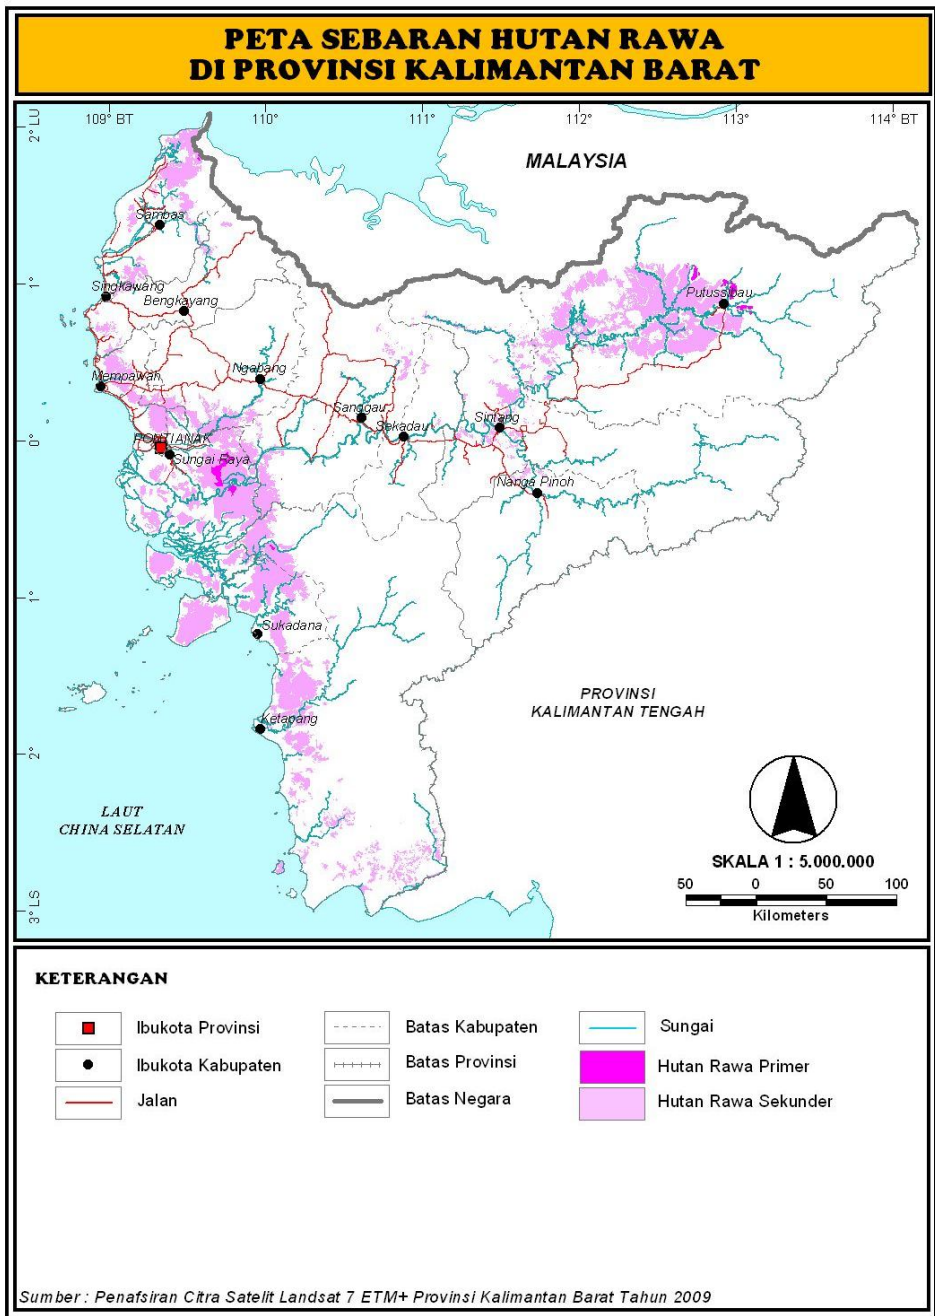 PETA SEBARAN HUTAN RAWA
DI PROVINSI KALIMANTAN BARAT
109° BT
110°
111°
112°
113°
114° BT
2° LU
MALAYSIA
Sambas
1°
Singkawang
Bengkayang
Putussibau
Ngabang
Mempawah
Sanggau
Sekadau
Sintang
0°
PONTIANAK
Sungai Raya
Nanga Pinoh
1°
Sukadana
PROVINSI
KALIMANTAN TENGAH
Ketapang
2°
LAUT
CHINA SELATAN
SKALA 1 : 5.000.000
50 0 50 100
Kilometers
3° LS
KETERANGAN
Ibukota Provinsi
Batas Kabupaten
Sungai
Ibukota Kabupaten
Batas Provinsi
Hutan Rawa Primer
Jalan
Batas Negara
Hutan Rawa Sekunder
Sumber : Penafsiran Citra Satelit Landsat 7 ETM+ Provinsi Kalimantan Barat Tahun 2009